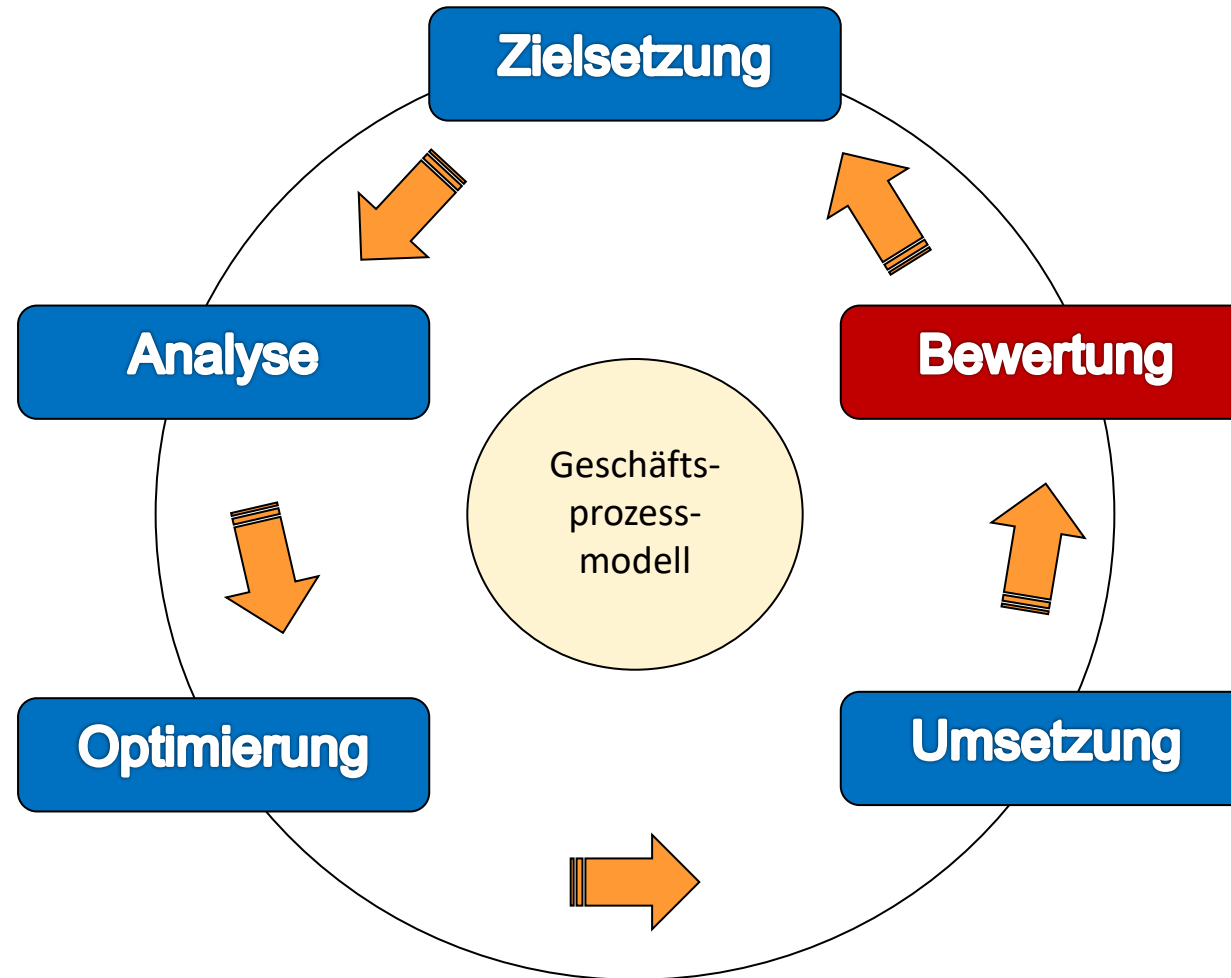 Zielsetzung
Analyse
Bewertung
Geschäfts-
prozess-
modell
Optimierung
Umsetzung